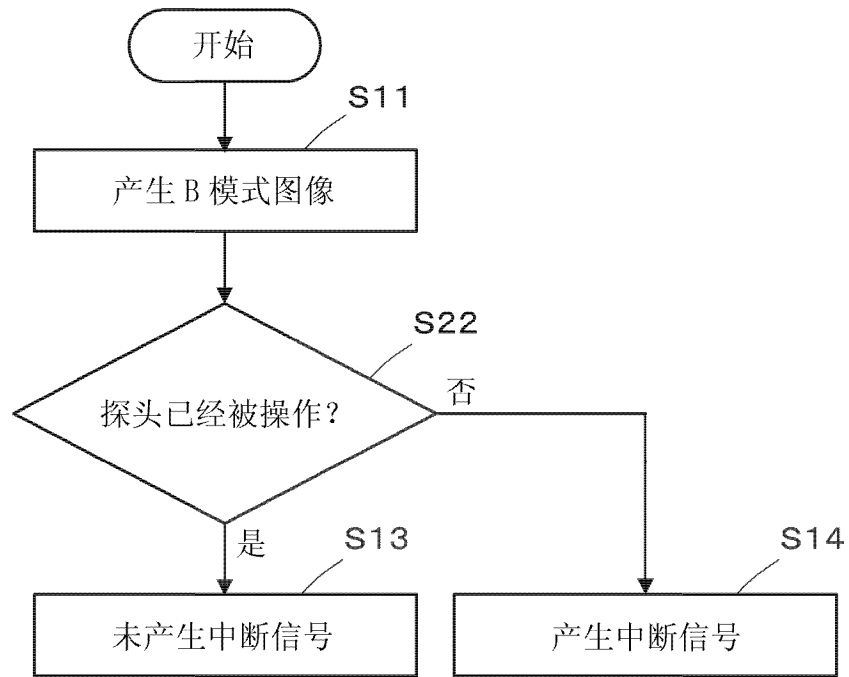 开始
S11
产生 B 模式图像
S22
探头已经被操作？
否
是
S13
未产生中断信号
S14
产生中断信号